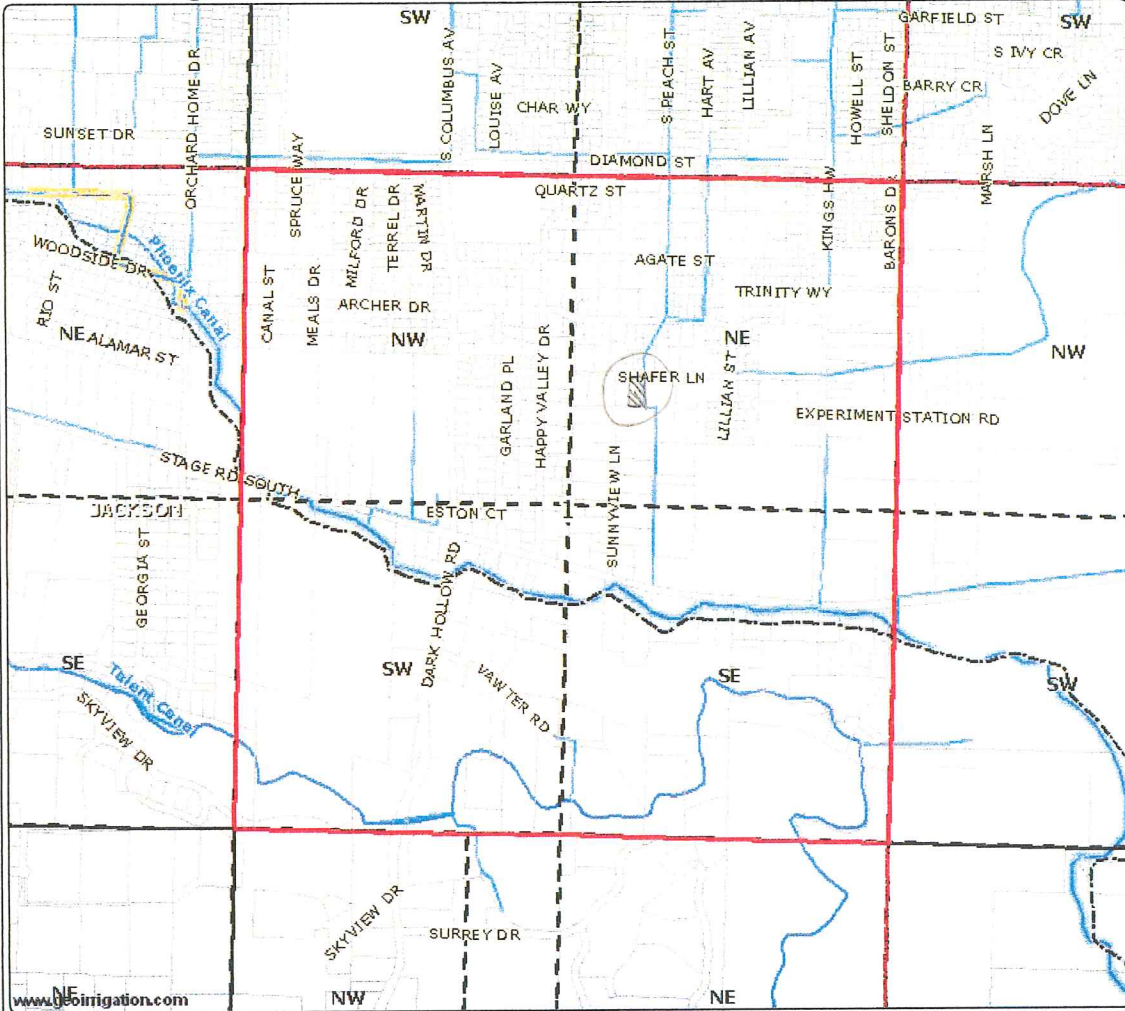 SW
GARFIELD ST
SW
S COLUMBUS AV
LOUISE AV
S PEACH ST
HART AV
LILLIAN AV
HOWELL ST
SHELDON ST
S IVY CR
BARRY CR
DOVE LN
ORCHARD HOME DR
CHAR WY
SUNSET DR
SPRUCE WAY
DIAMOND ST
MARSH LN
QUARTZ ST
KINGS HW
BARONS DR
MILFORD DR
TERREL DR
MARTIN DR
WOODSIDE DR
Phoenix Canal
AGATE ST
TRINITY WY
RIO ST
CANAL ST
MEALS DR
ARCHER DR
NE
ALAMAR ST
NW
NE
NW
GARLAND PL
HAPPY VALLEY DR
SHAFER LN
LILLIAN ST
EXPERIMENT STATION RD
STAGE RD SOUTH
SUNNYVIEW LN
JACKSON
ESTON CT
1
GEORGIA ST
DARK HOLLOW RD
SE
Talent Canal
SW
VAWTER RD
SE
SW
SKYVIEW DR
SKYVIEW DR
SURREY DR
www.geoirrigation.com
NE
NW
NE